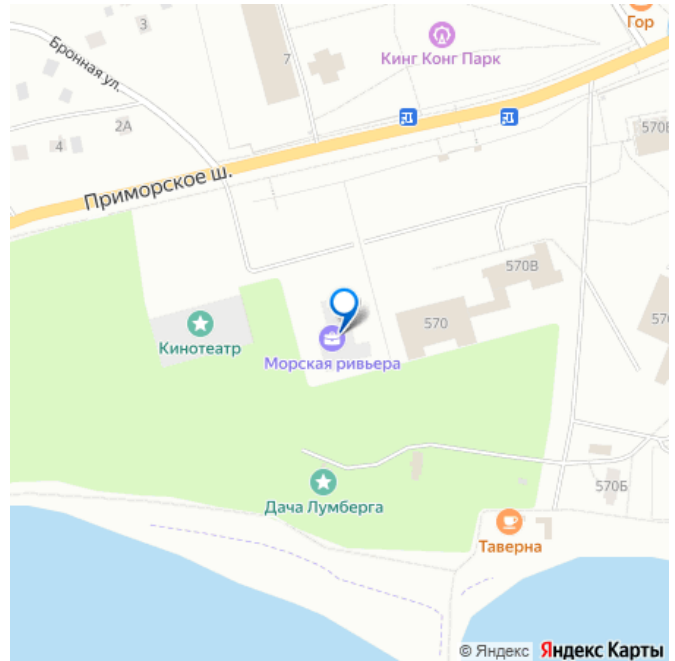 Гор
3
Кинг Конг Парк
Бронная ул.
7
2А
4
570Е
Приморское ш.
570В
570
57
Кинотеатр
Морская ривьера
Дача Лумберга
570Б
Таверна
© Яндекс Яндекс Карты